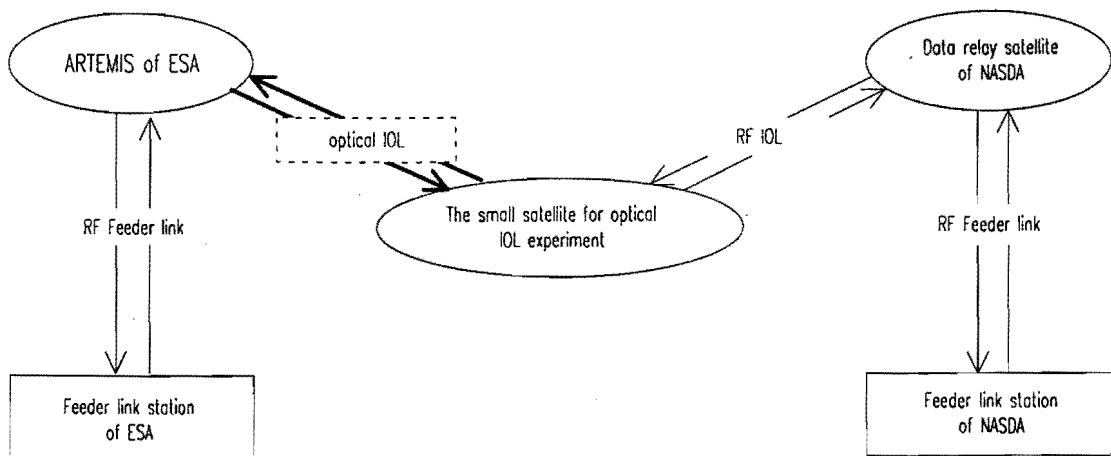 ARTEMIS of ESA
Data relay satellite
of NASDA
optical IOL
RF IOL
The small satellite for optical
IOL experiment
RF Feeder link
RF Feeder link
Feeder link station
of ESA
Feeder link station
of NASDA